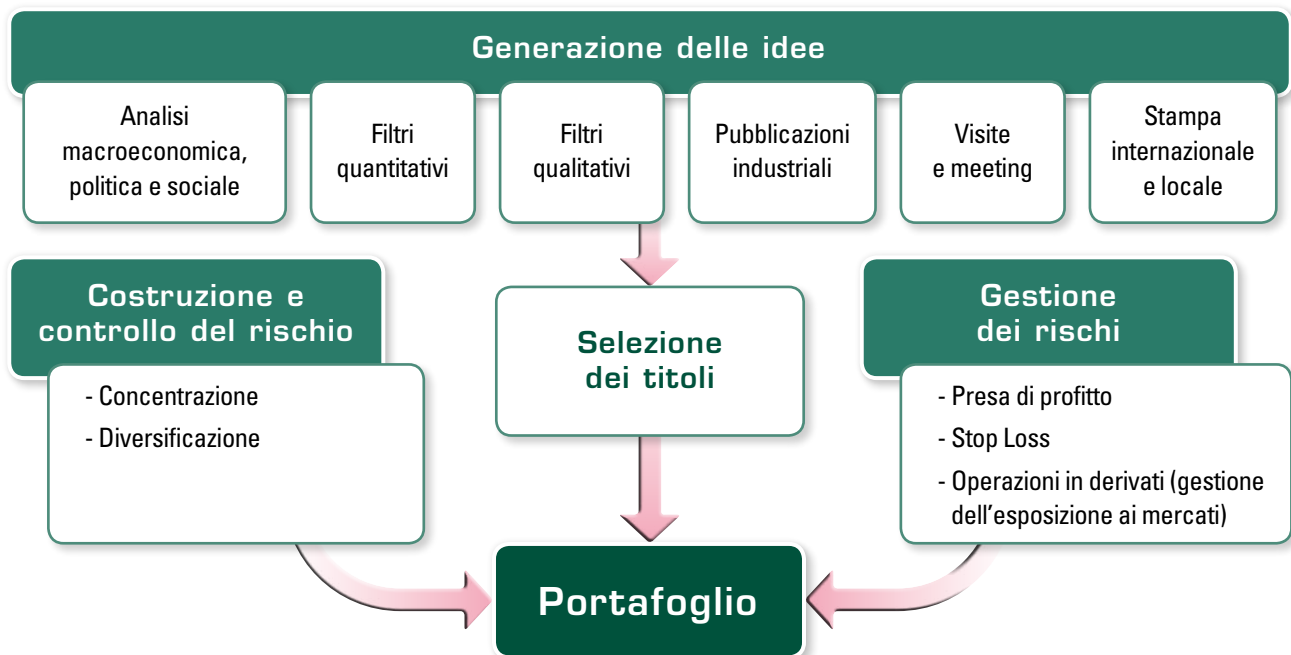 Generazione delle idee
Analisi
macroeconomica,
politica e sociale
Filtri
quantitativi
Filtri
qualitativi
Pubblicazioni
industriali
Visite
e meeting
Stampa
internazionale
e locale
Costruzione e
controllo del rischio
- Concentrazione
- Diversificazione
Selezione
dei titoli
Gestione
dei rischi
- Presa di profitto
- Stop Loss
- Operazioni in derivati (gestione
dell'esposizione ai mercati)
Portafoglio